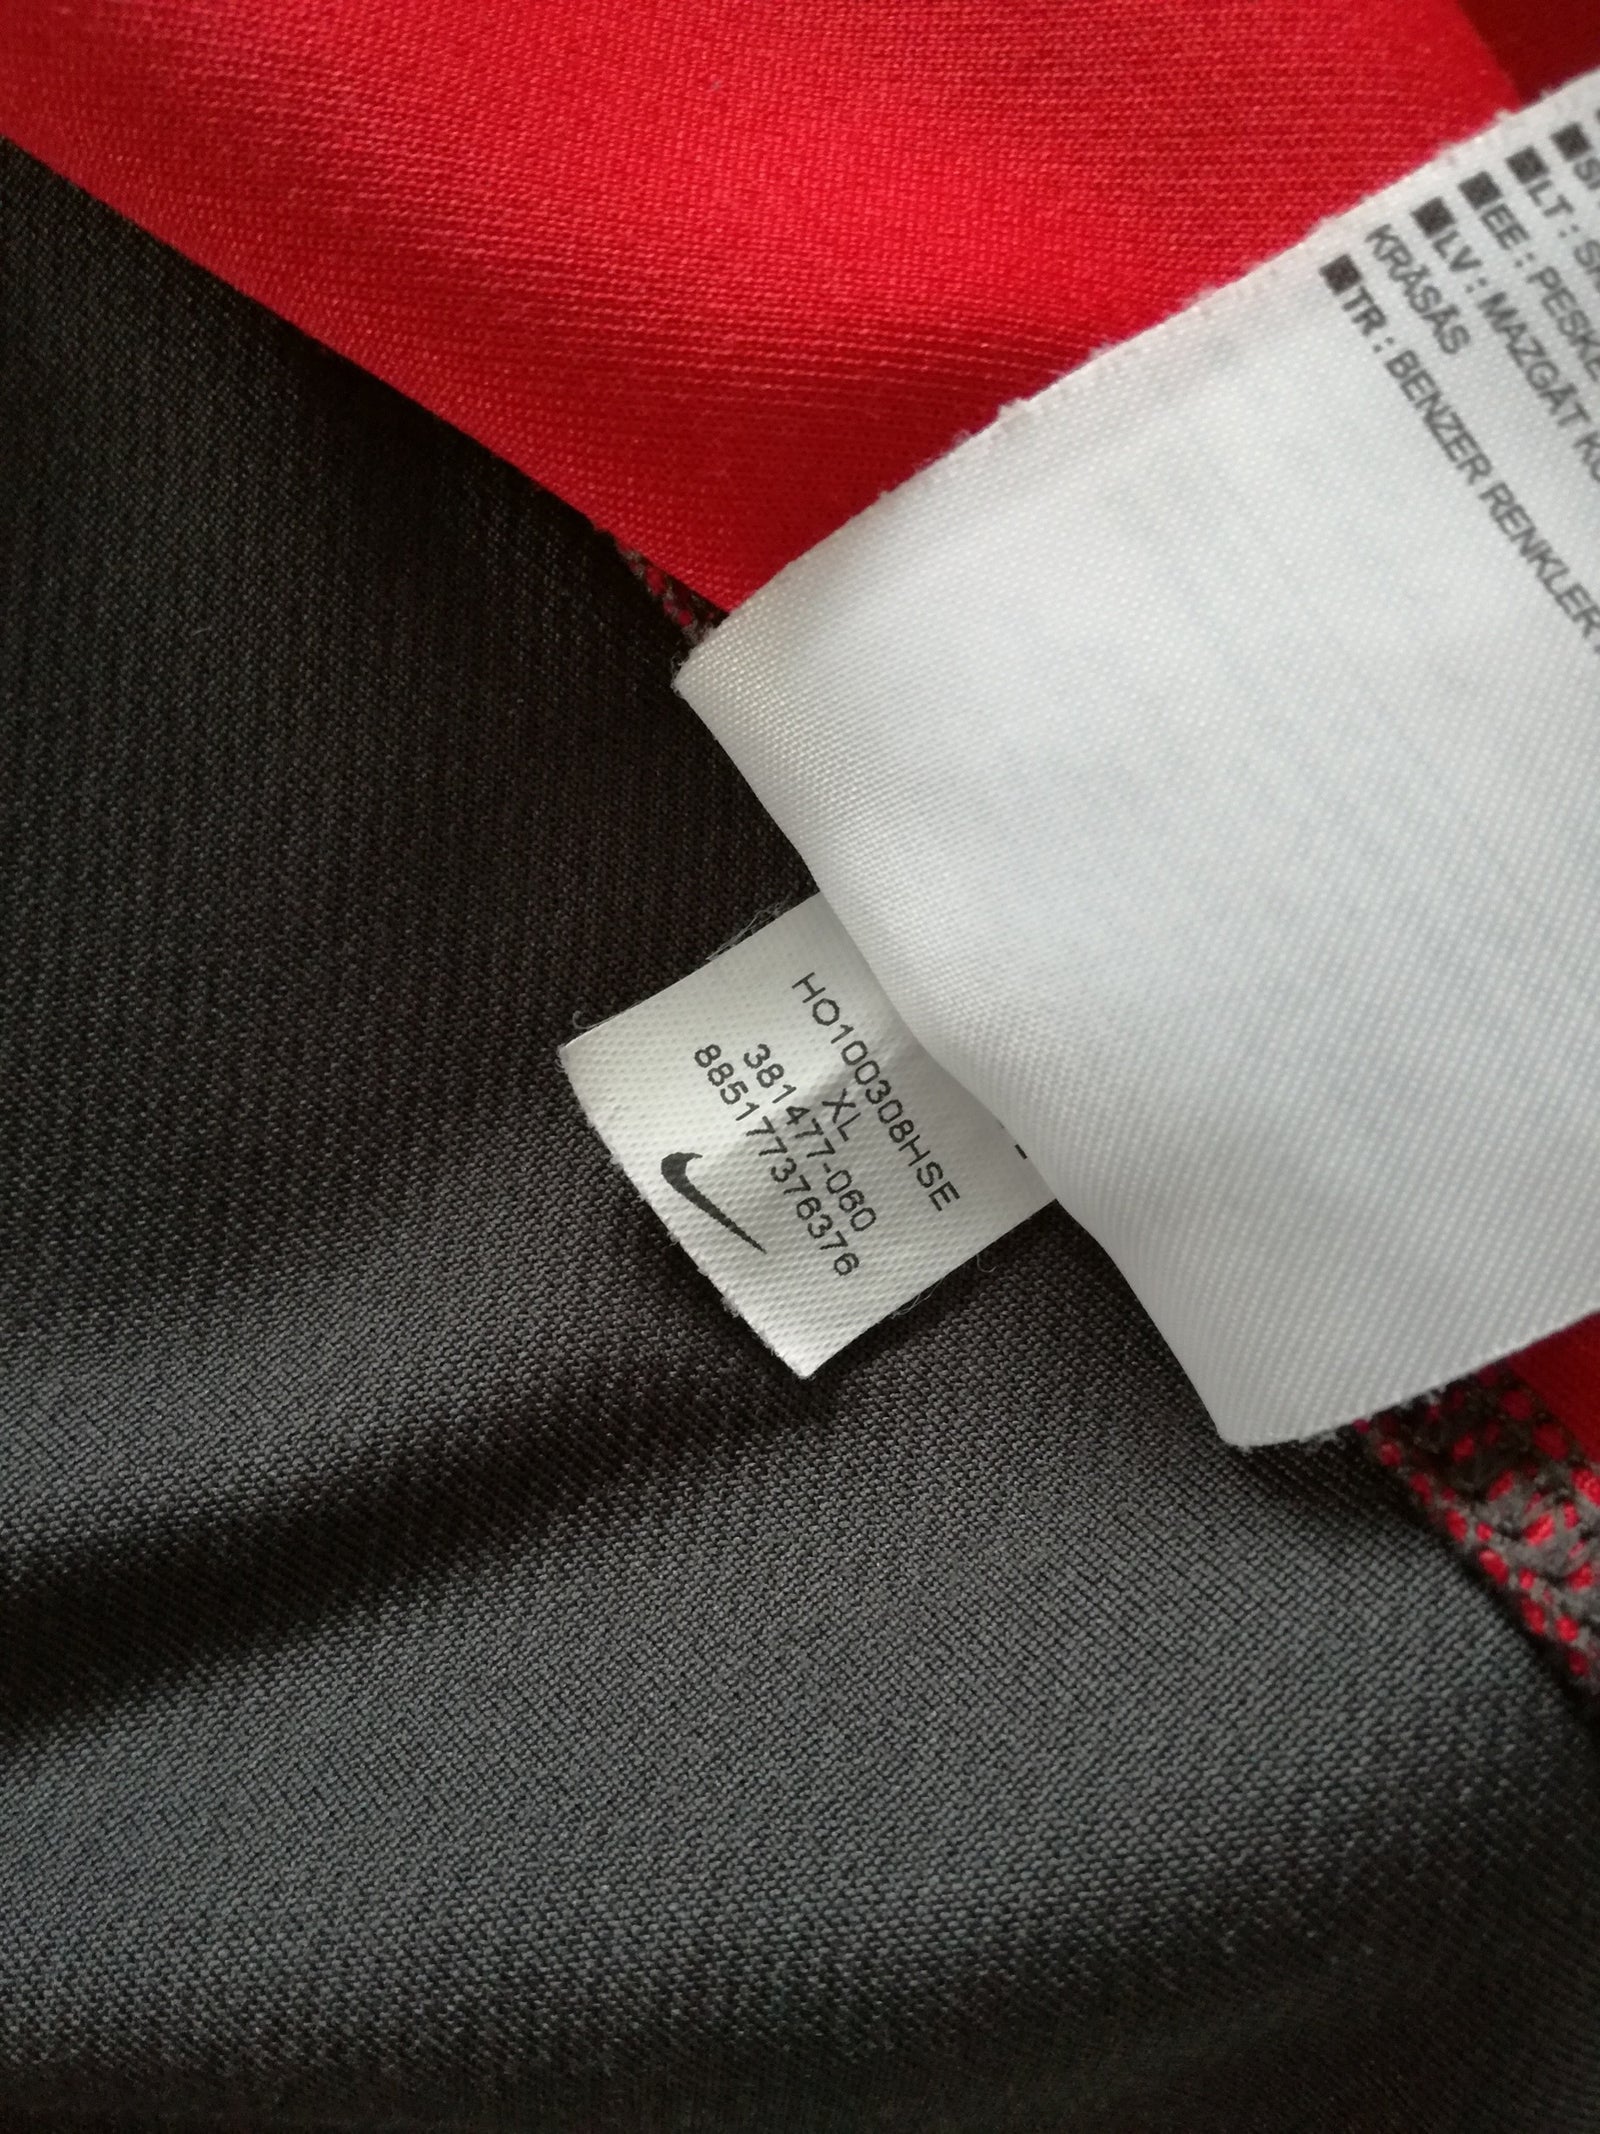 ■LT :
■EE : PESKE
■LV : MAZGĀT
KRĀSĀS
■TR : BENZER RENKLER
HO100308HSE
XL
381477-060
885177376376